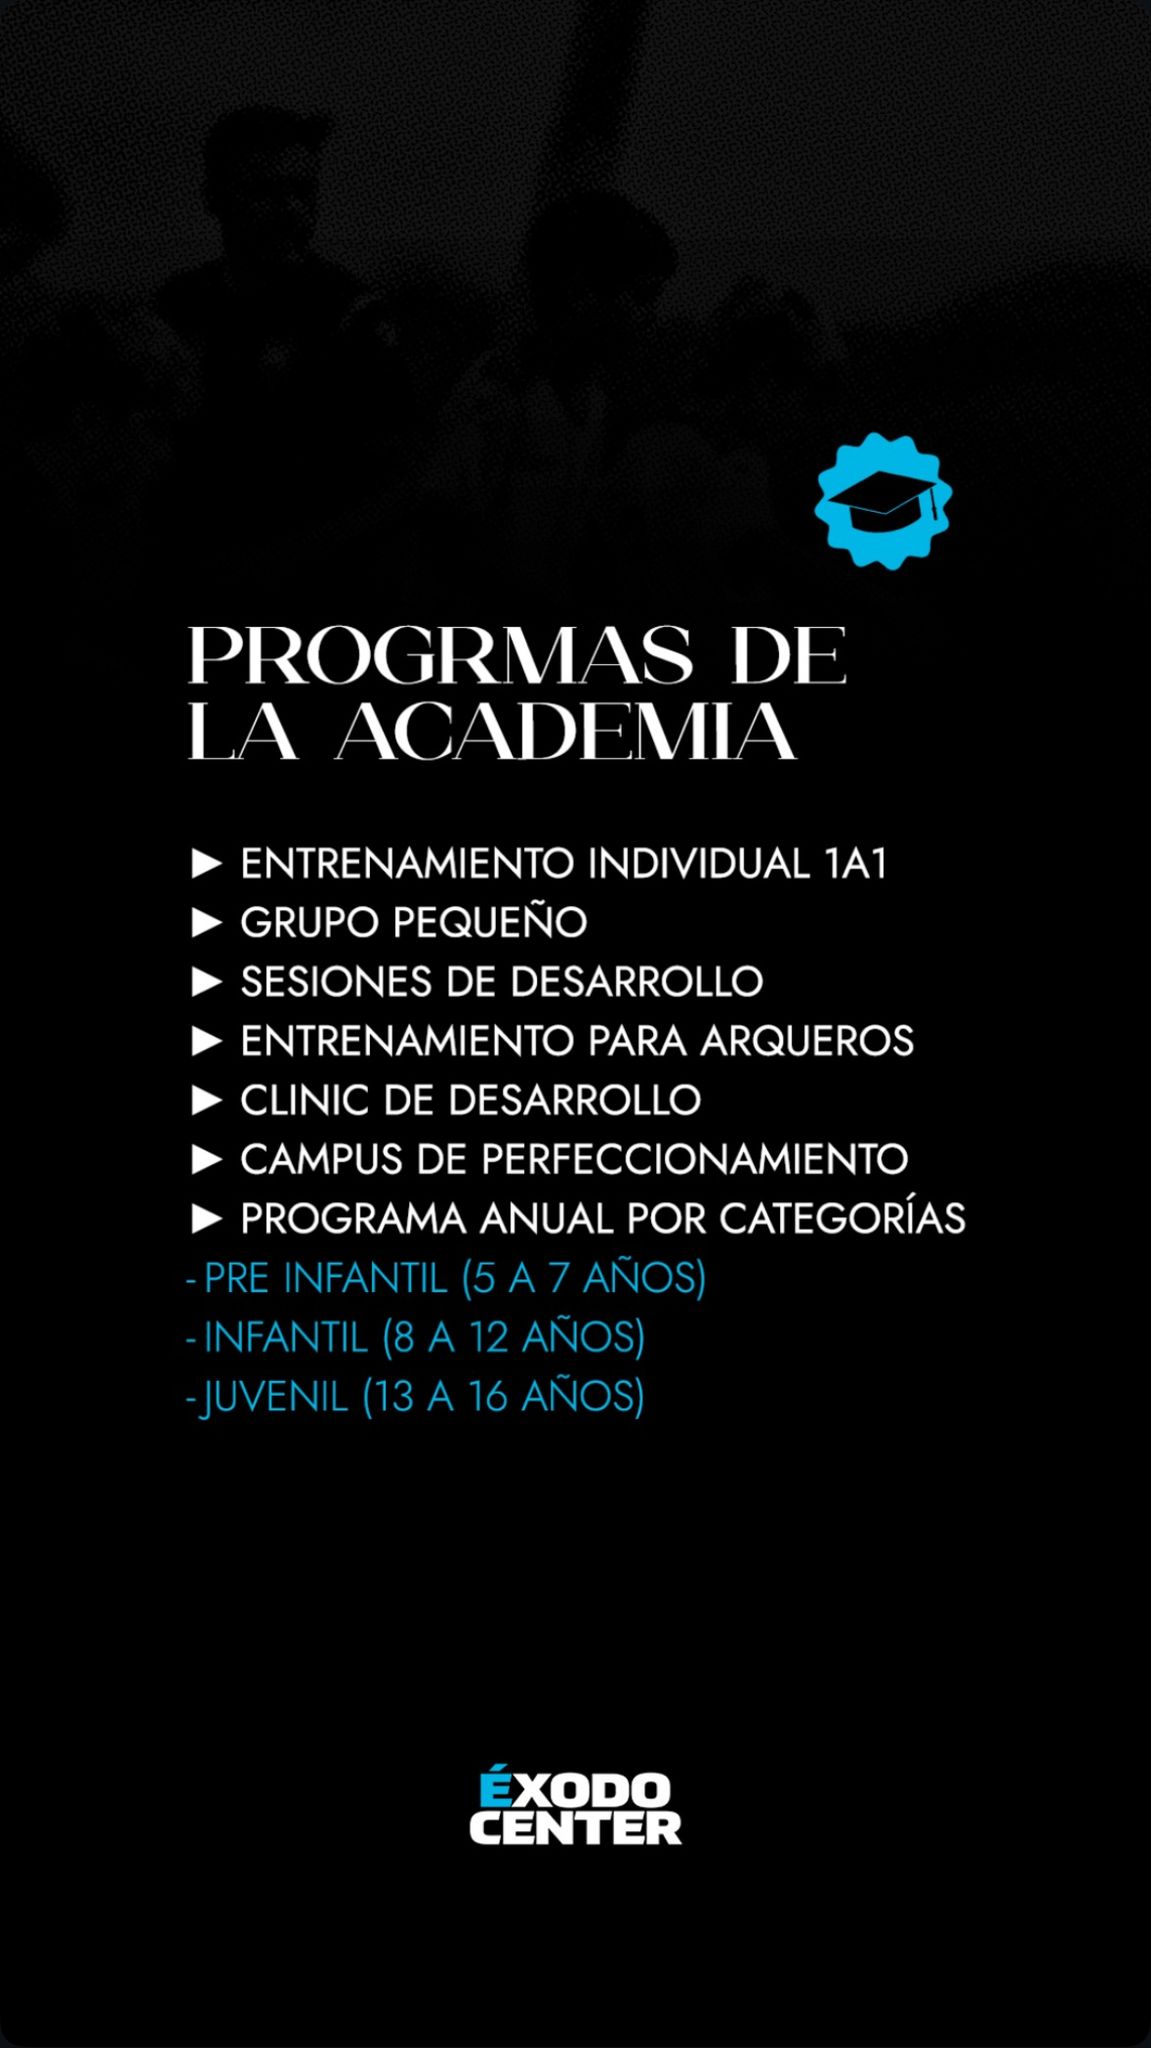 PROGRMAS DE
LA ACADEMIA
► ENTRENAMIENTO INDIVIDUAL 1A1
► GRUPO PEQUEÑO
► SESIONES DE DESARROLLO
► ENTRENAMIENTO PARA ARQUEROS
► CLINIC DE DESARROLLO
► CAMPUS DE PERFECCIONAMIENTO
► PROGRAMA ANUAL POR CATEGORÍAS
- PRE INFANTIL (5 A 7 AÑOS)
- INFANTIL (8 A 12 AÑOS)
- JUVENIL (13 A 16 AÑOS)
ÉXODO
CENTER